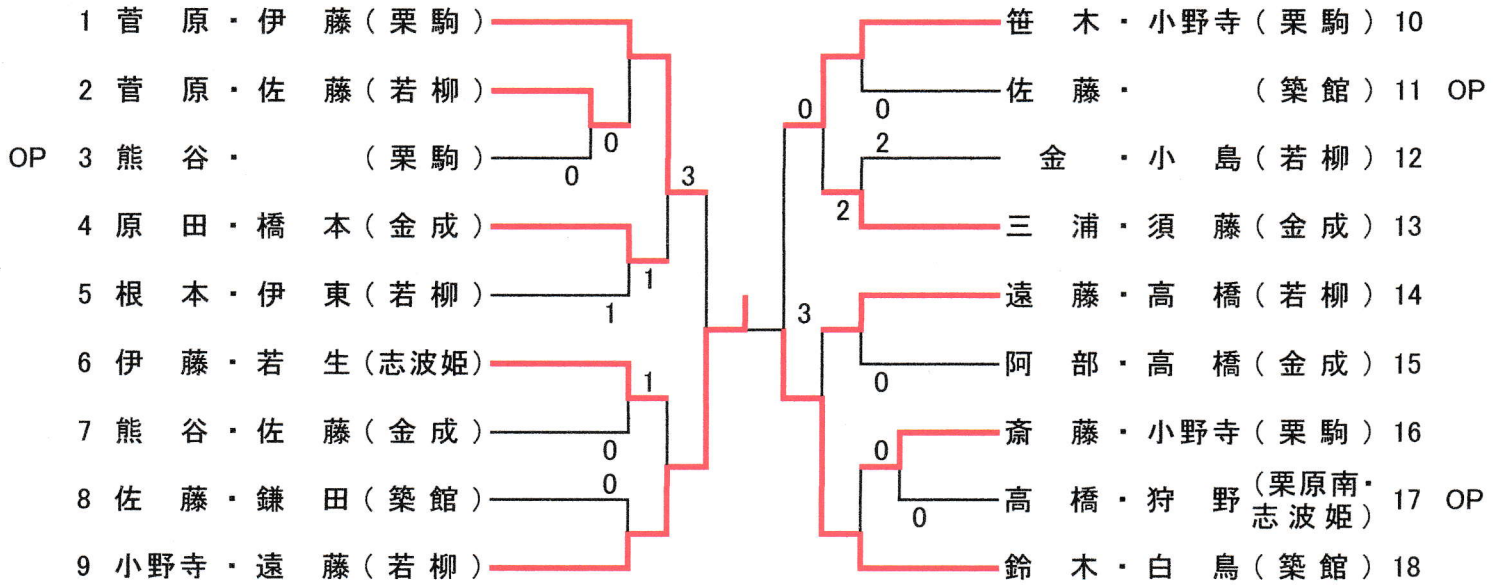 1 菅原・伊藤(栗駒)
2 菅原・佐藤(若柳)
0
OP 3 熊谷・ (栗駒)
0
3
4 原田・橋本(金成)
1
5 根本・伊東(若柳)
1
6 伊藤・若生(志波姫)
1
7 熊谷・佐藤(金成)
0
0
8 佐藤・鎌田(築館)
9 小野寺・遠藤(若柳)
笹木・小野寺(栗駒) 10
佐藤・ (築館) 11 OP
0
0
2
金・小島(若柳) 12
2
三浦・須藤(金成) 13
遠藤・高橋(若柳) 14
3
阿部・高橋(金成) 15
0
斎藤・小野寺(栗駒) 16
0
高橋・狩野(栗原南・志波姫) 17 OP
0
鈴木・白鳥(築館) 18